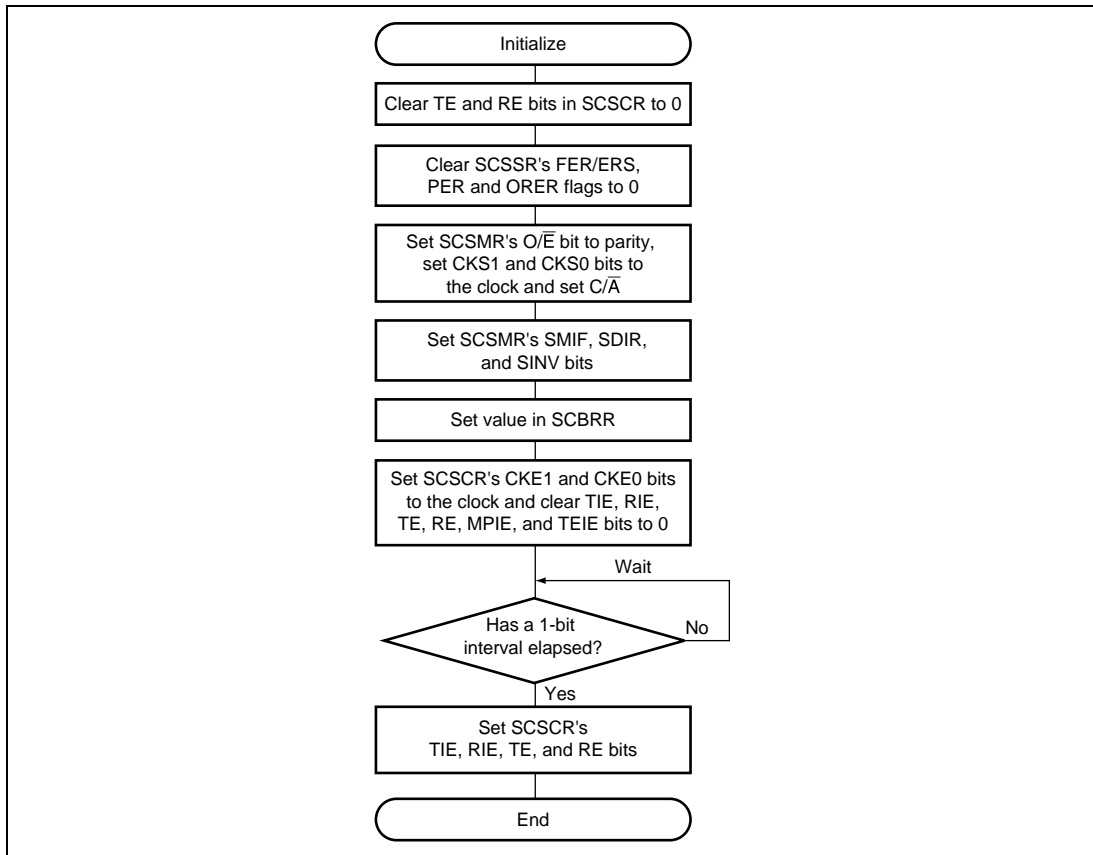 Initialize
Clear TE and RE bits in SCSCR to 0
Clear SCSSR's FER/ERS,
PER and ORER flags to 0
Set SCSMR's O/E̅ bit to parity,
set CKS1 and CKS0 bits to
the clock and set C/A̅
Set SCSMR's SMIF, SDIR,
and SINV bits
Set value in SCBRR
Set SCSCR's CKE1 and CKE0 bits
to the clock and clear TIE, RIE,
TE, RE, MPIE, and TEIE bits to 0
Wait
Has a 1-bit
interval elapsed?
No
Yes
Set SCSCR's
TIE, RIE, TE, and RE bits
End